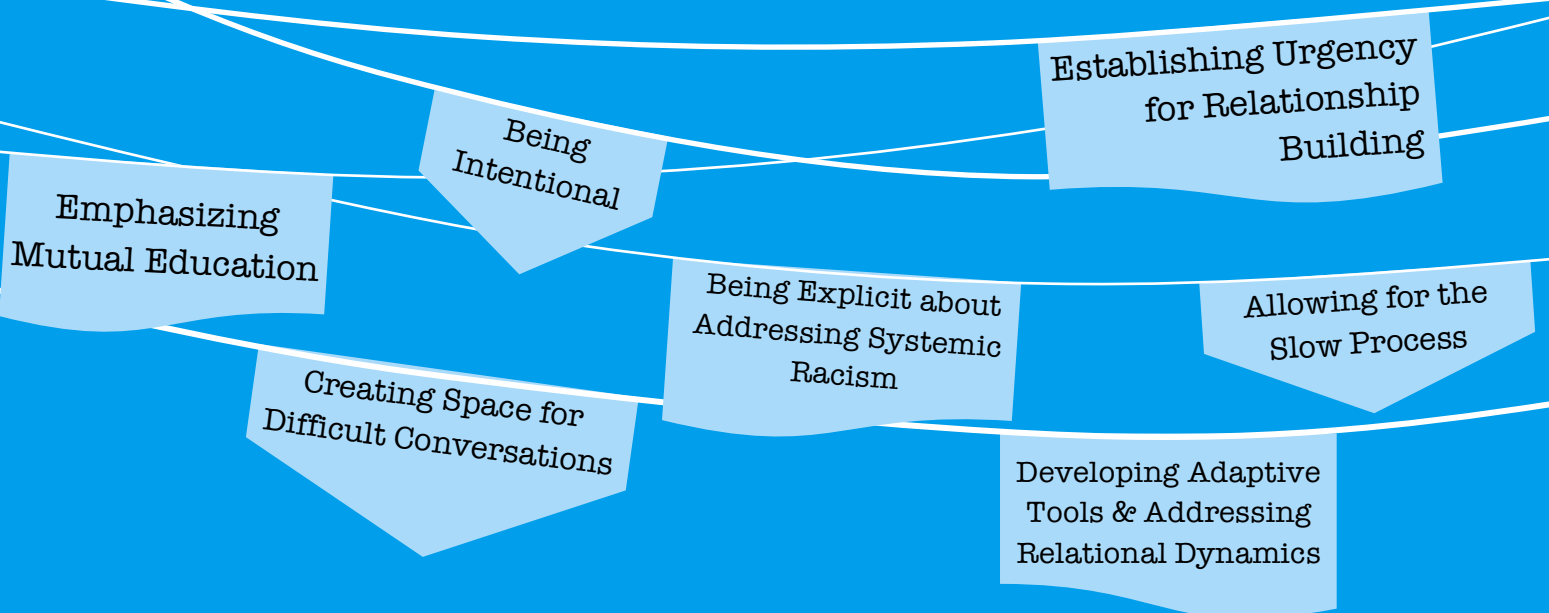 Establishing Urgency
for Relationship
Building
Being
Intentional
Emphasizing
Mutual Education
Being Explicit about
Addressing Systemic
Racism
Allowing for the
Slow Process
Creating Space for
Difficult Conversations
Developing Adaptive
Tools & Addressing
Relational Dynamics